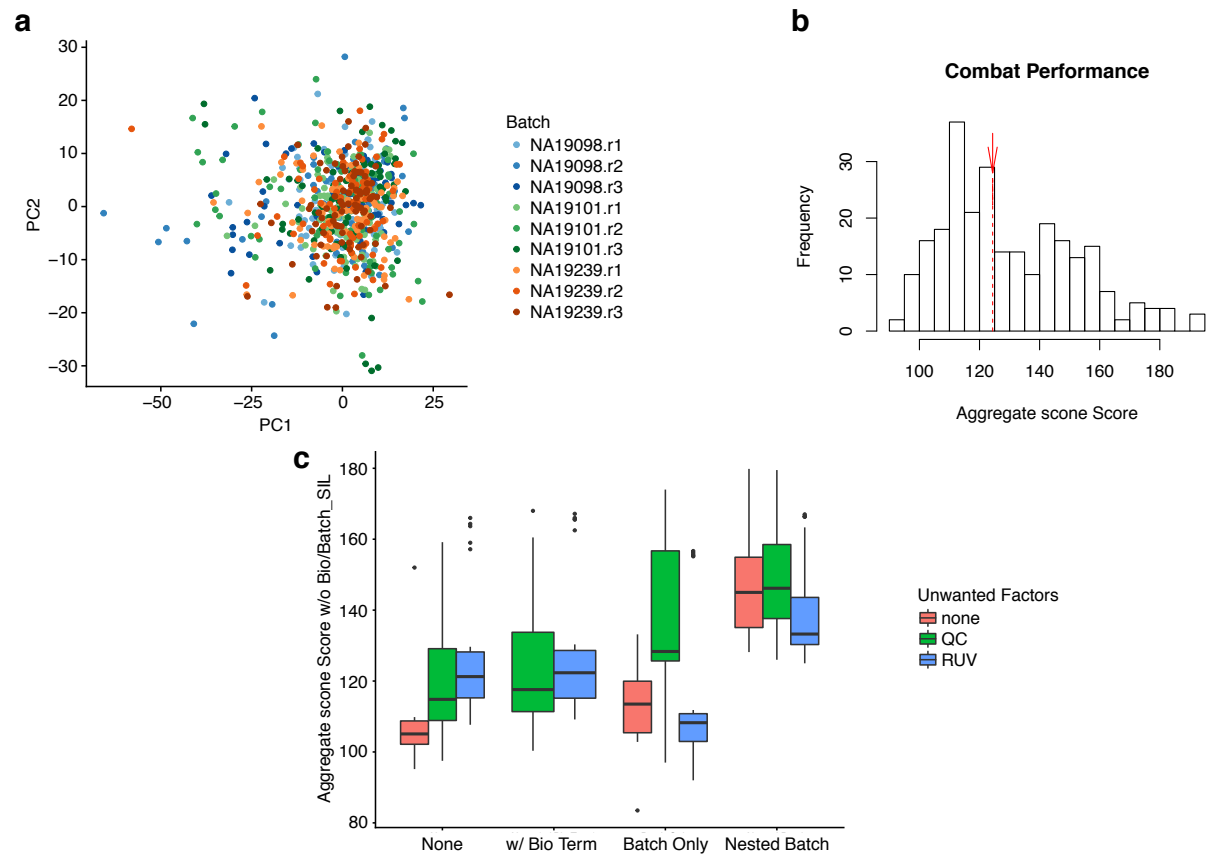 a
30
20
10
0
−10
−20
−30
PC2
−50
−25
0
25
PC1
Batch
NA19098.r1
NA19098.r2
NA19098.r3
NA19101.r1
NA19101.r2
NA19101.r3
NA19239.r1
NA19239.r2
NA19239.r3
b
Combat Performance
Frequency
30
20
10
0
100
120
140
160
180
Aggregate scone Score
c
Aggregate scone Score w/o Bio/Batch_SIL
180
160
140
120
100
80
None
w/ Bio Term
Batch Only
Nested Batch
Unwanted Factors
none
QC
RUV